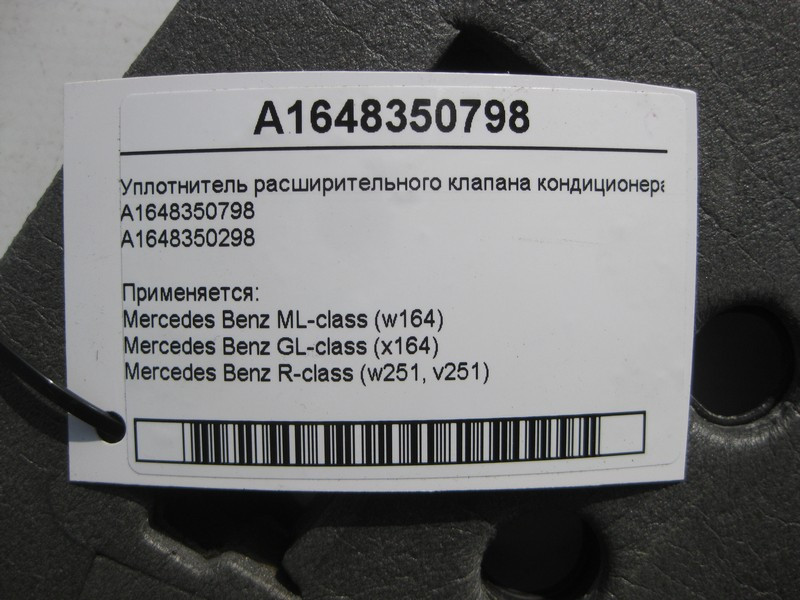 A1648350798
Уплотнитель расширительного клапана кондиционера
A1648350798
A1648350298
Применяется:
Mercedes Benz ML-class (w164)
Mercedes Benz GL-class (x164)
Mercedes Benz R-class (w251, v251)